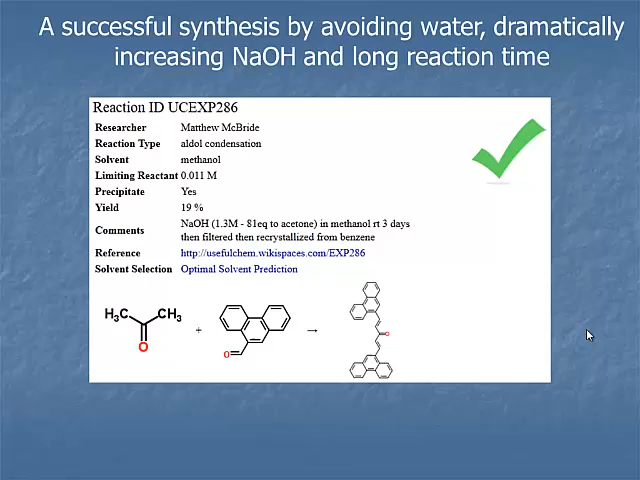 A successful synthesis by avoiding water, dramatically
increasing NaOH and long reaction time
Reaction ID UCEXP286
Researcher Matthew McBride
Reaction Type aldol condensation
Solvent methanol
Limiting Reactant 0.011 M
Precipitate Yes
Yield 19 %
Comments NaOH (1.3M - 81eq to acetone) in methanol rt 3 days
then filtered then recrystallized from benzene
Reference http://usefulchem.wikispaces.com/EXP286
Solvent Selection Optimal Solvent Prediction
H3C CH3 O + O → O